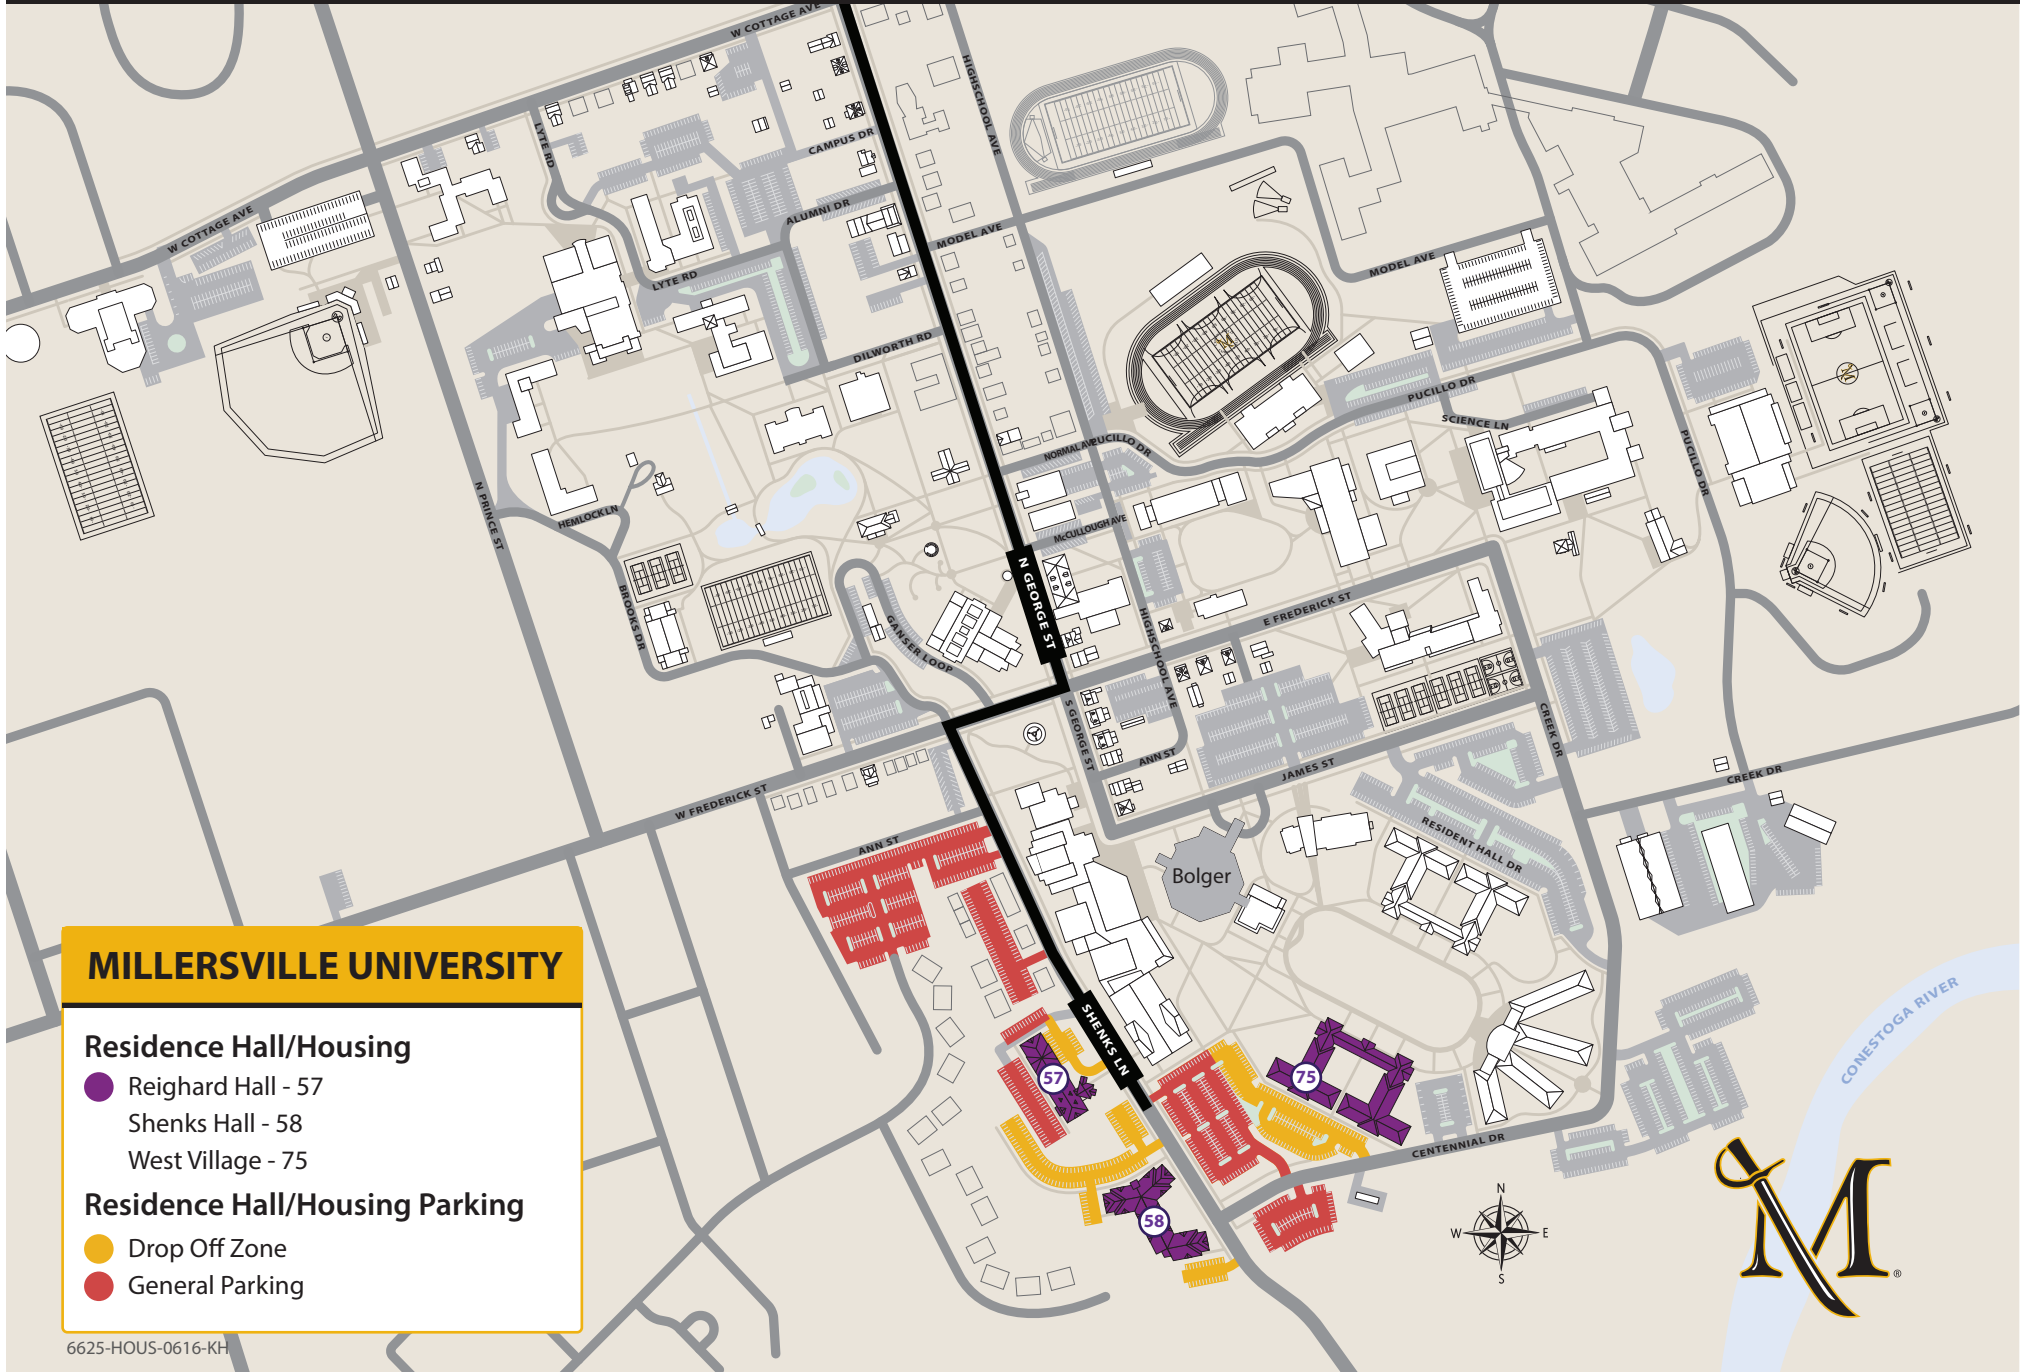 W COTTAGE AVE
HIGHSCHOOL AVE
LYTE RD
CAMPUS DR
ALUMNI DR
W COTTAGE AVE
MODEL AVE
MODEL AVE
LYTE RD
DILWORTH RD
PUCILLO DR
SCIENCE LN
NORMAL AVE
PUCILLO DR
PUCILLO DR
M
M
N PRINCE ST
HEMLOCK LN
McCULLOUGH AVE
N GEORGE ST
BROOKS DR
GANSER LOOP
HIGHSCHOOL AVE
E FREDERICK ST
S GEORGE ST
CREEK DR
ANN ST
JAMES ST
CREEK DR
W FREDERICK ST
ANN ST
RESIDENT HALL DR
Bolger
SHENKS LN
57
75
58
CENTENNIAL DR
CONESTOGA RIVER
N
W E
S
M
®
MILLERSVILLE UNIVERSITY
Residence Hall/Housing
Reighard Hall - 57
Shenks Hall - 58
West Village - 75
Residence Hall/Housing Parking
Drop Off Zone
General Parking
6625-HOUS-0616-KH